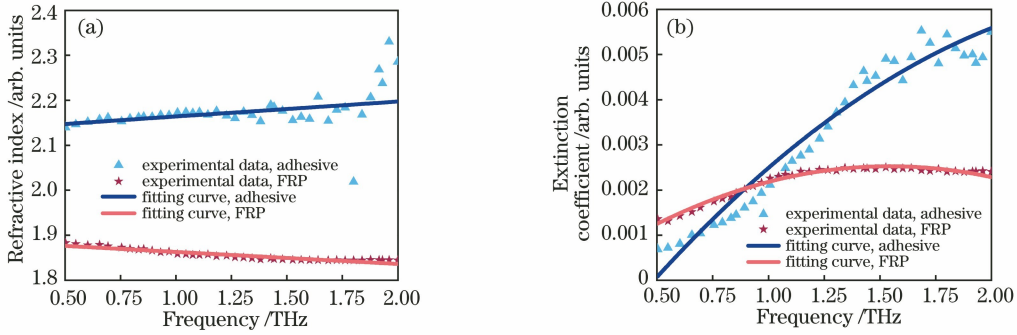 (a)
2.4
2.3
2.2
2.1
2.0
1.9
1.8
Refractive index /arb. units
experimental data, adhesive
experimental data, FRP
fitting curve, adhesive
fitting curve, FRP
0.50 0.75 1.00 1.25 1.50 1.75 2.00
Frequency /THz
(b)
0.006
0.005
0.004
0.003
0.002
0.001
0
Extinction
coefficient /arb. units
experimental data, adhesive
experimental data, FRP
fitting curve, adhesive
fitting curve, FRP
0.50 0.75 1.00 1.25 1.50 1.75 2.00
Frequency /THz